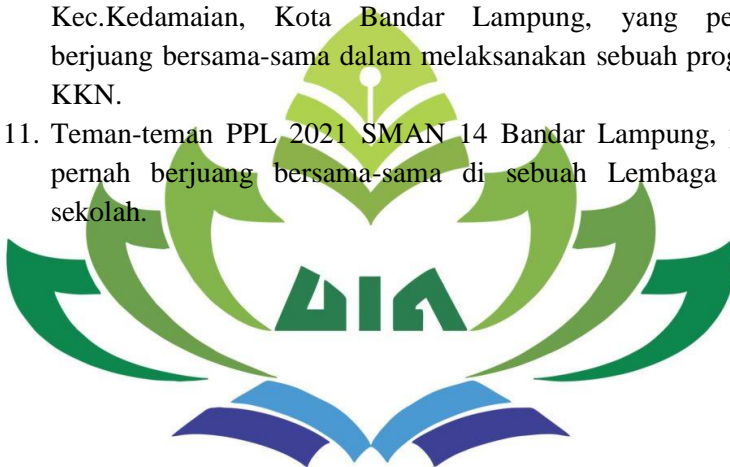 Kec.Kedamaian, Kota Bandar Lampung, yang pe
berjuang bersama-sama dalam melaksanakan sebuah prog
KKN.
11. Teman-teman PPL 2021 SMAN 14 Bandar Lampung, y
pernah berjuang bersama-sama di sebuah Lembaga
sekolah.
UIN